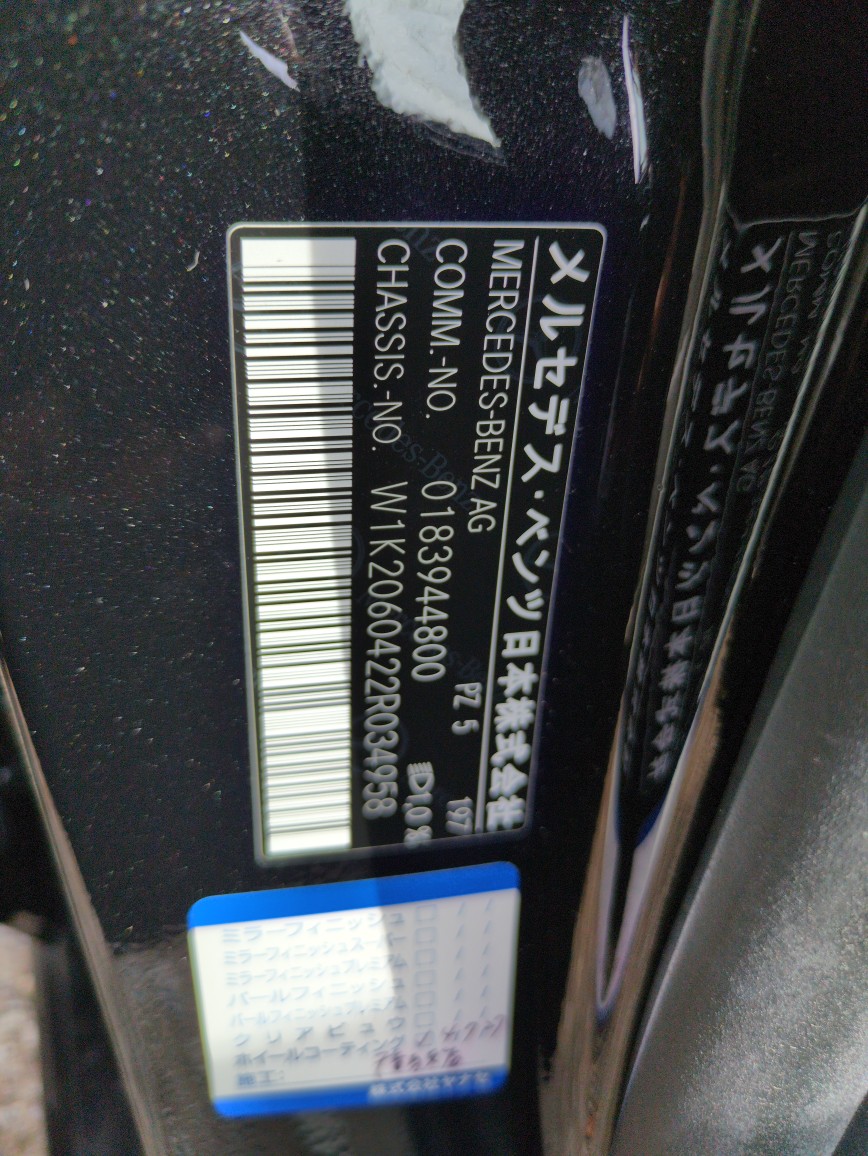 メルセデス・ベンツ日本株式会社
MERCEDES-BENZ AG
PZ 5
197
COMM.-NO. 0183944800
1,0 %
CHASSIS.-NO. W1K2060422R034958
ミラーフィニッシュ
ミラーフィニッシュスーパー
ミラーフィニッシュプレミアム
パールフィニッシュ
パールフィニッシュプレミアム
クリアビュウ
ホイールコーティング
施工: